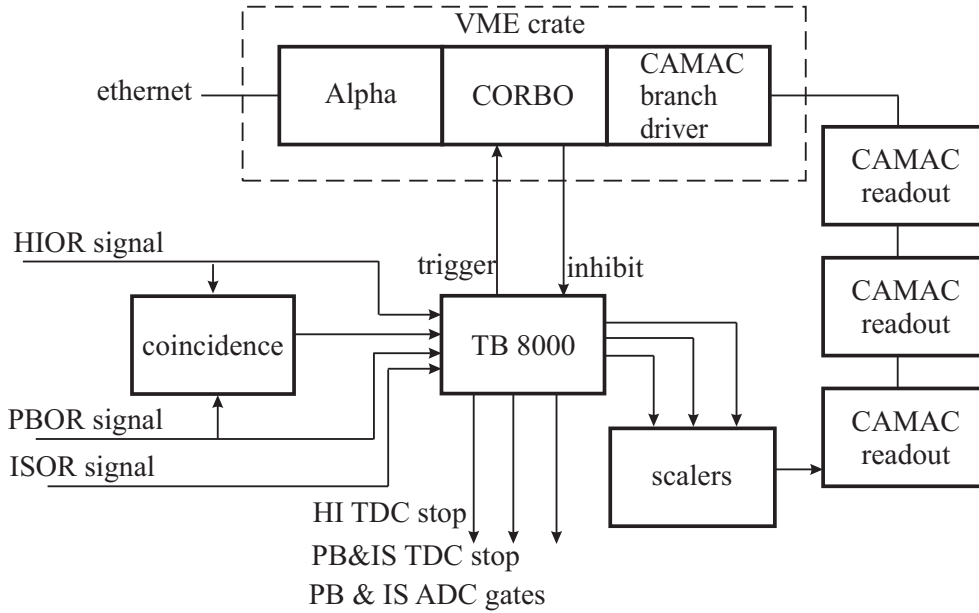 VME crate
ethernet
Alpha
CORBO
CAMAC
branch
driver
CAMAC
readout
HIOR signal
trigger
inhibit
coincidence
TB 8000
CAMAC
readout
PBOR signal
ISOR signal
scalers
CAMAC
readout
HI TDC stop
PB&IS TDC stop
PB & IS ADC gates